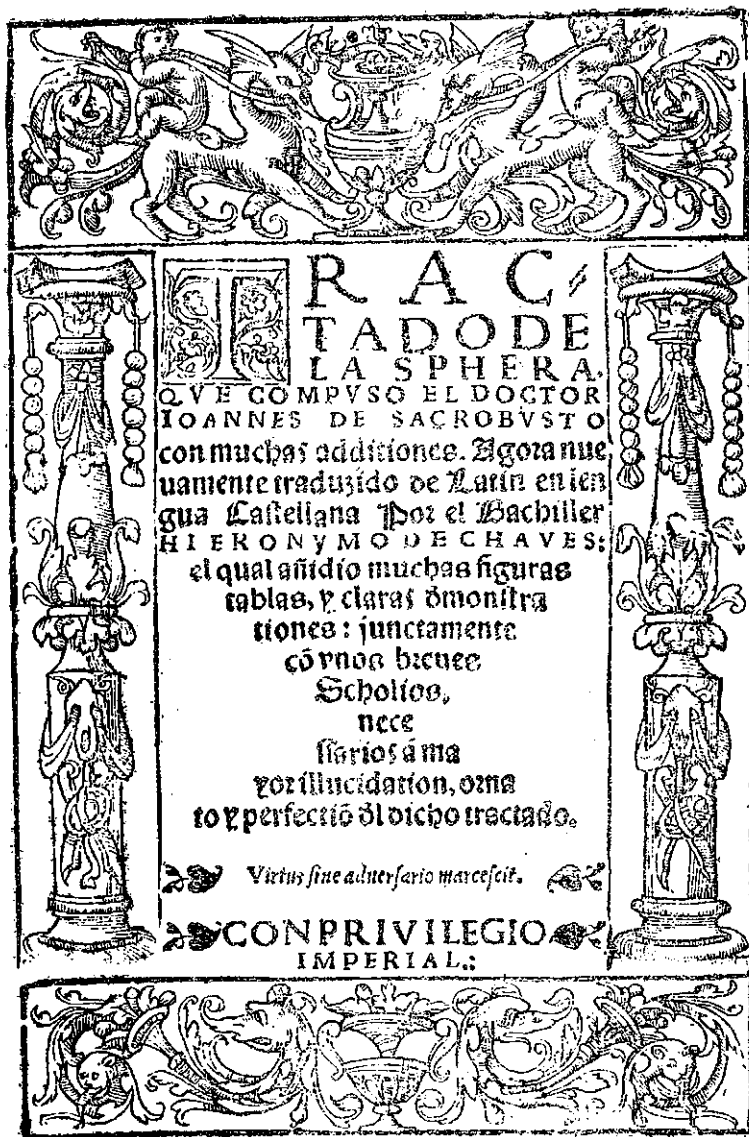 TRAC⸗
TADO DE
LA SPHERA.
QVE COMPVSO EL DOCTOR
IOANNES DE SACROBVSTO
con muchas additiones. Agora nue
uamente traduzido de Latin en len
gua Castellana Por el Bachiller
HIERONYMO DE CHAVES:
el qual añidio muchas figuras
tablas, y claras dmonstra
tiones: junctamente
cō vnos breues
Scholios,
nece
ssarios á ma
yor illucidation, orna
to y perfectiō dl dicho tractado.
Virtus sine aduersario marcescit.
CON PRIVILEGIO
IMPERIAL.: